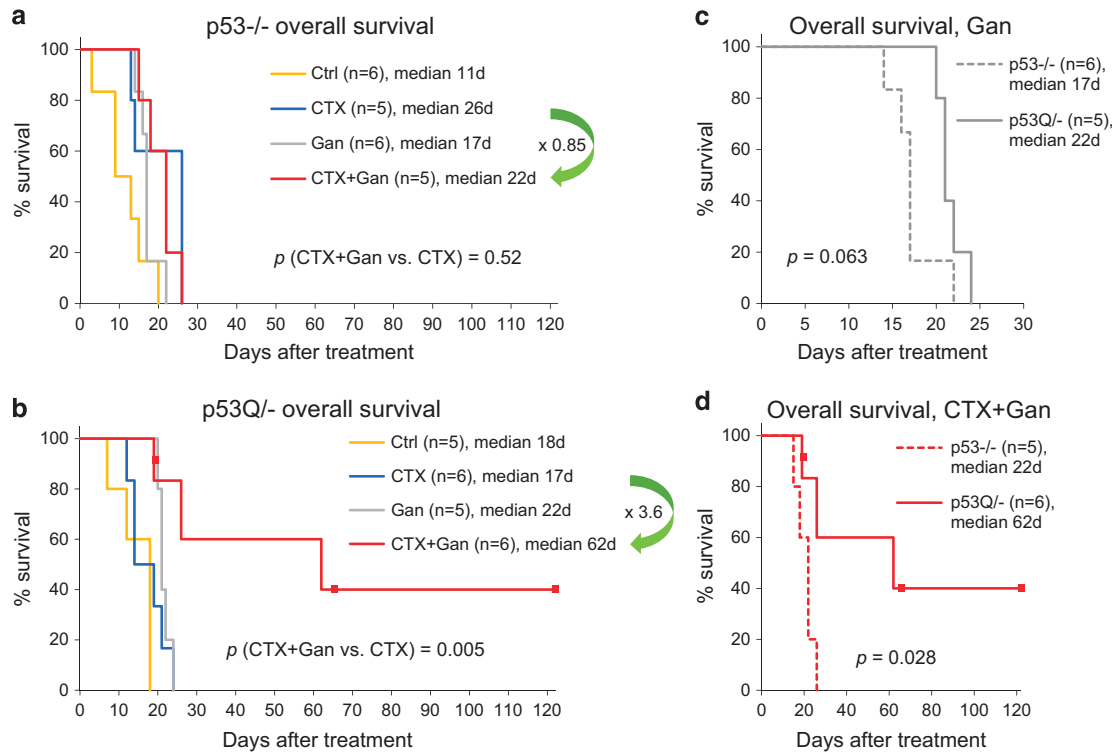 a
p53-/- overall survival
% survival
100
80
60
40
20
0
0 10 20 30 40 50 60 70 80 90 100 110 120
Days after treatment
Ctrl (n=6), median 11d
CTX (n=5), median 26d
Gan (n=6), median 17d
CTX+Gan (n=5), median 22d
x 0.85
p (CTX+Gan vs. CTX) = 0.52
c
Overall survival, Gan
% survival
100
80
60
40
20
0
0 5 10 15 20 25 30
Days after treatment
p53-/- (n=6),
median 17d
p53Q/- (n=5),
median 22d
p = 0.063
b
p53Q/- overall survival
% survival
100
80
60
40
20
0
0 10 20 30 40 50 60 70 80 90 100 110 120
Days after treatment
Ctrl (n=5), median 18d
CTX (n=6), median 17d
Gan (n=5), median 22d
CTX+Gan (n=6), median 62d
x 3.6
p (CTX+Gan vs. CTX) = 0.005
d
Overall survival, CTX+Gan
% survival
100
80
60
40
20
0
0 20 40 60 80 100 120
Days after treatment
p53-/- (n=5),
median 22d
p53Q/- (n=6),
median 62d
p = 0.028